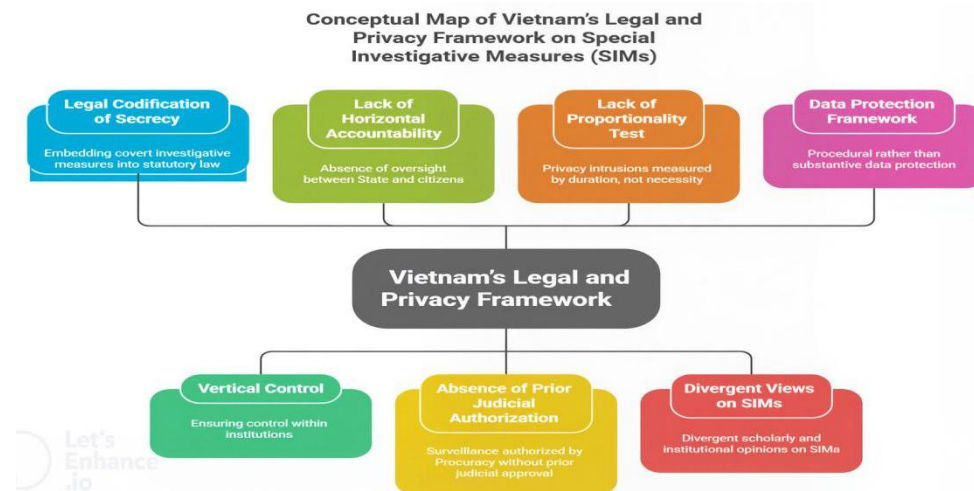 Conceptual Map of Vietnam's Legal and
Privacy Framework on Special
Investigative Measures (SIMs)
Legal Codification
of Secrecy
Embedding covert investigative
measures into statutory law
Lack of
Horizontal
Accountability
Absence of oversight
between State and citizens
Lack of
Proportionality
Test
Privacy intrusions measured
by duration, not necessity
Data Protection
Framework
Procedural rather than
substantive data protection
Vietnam's Legal and
Privacy Framework
Vertical Control
Ensuring control within
institutions
Absence of Prior
Judicial
Authorization
Surveillance authorized by
Procuracy without prior
judicial approval
Divergent Views
on SIMs
Divergent scholarly and
institutional opinions on SIMa
Let's
Enhance
.io